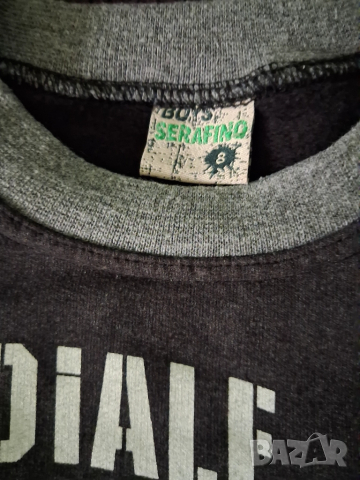 BOYS
SERAFINO
8
DiALE
BAZAR